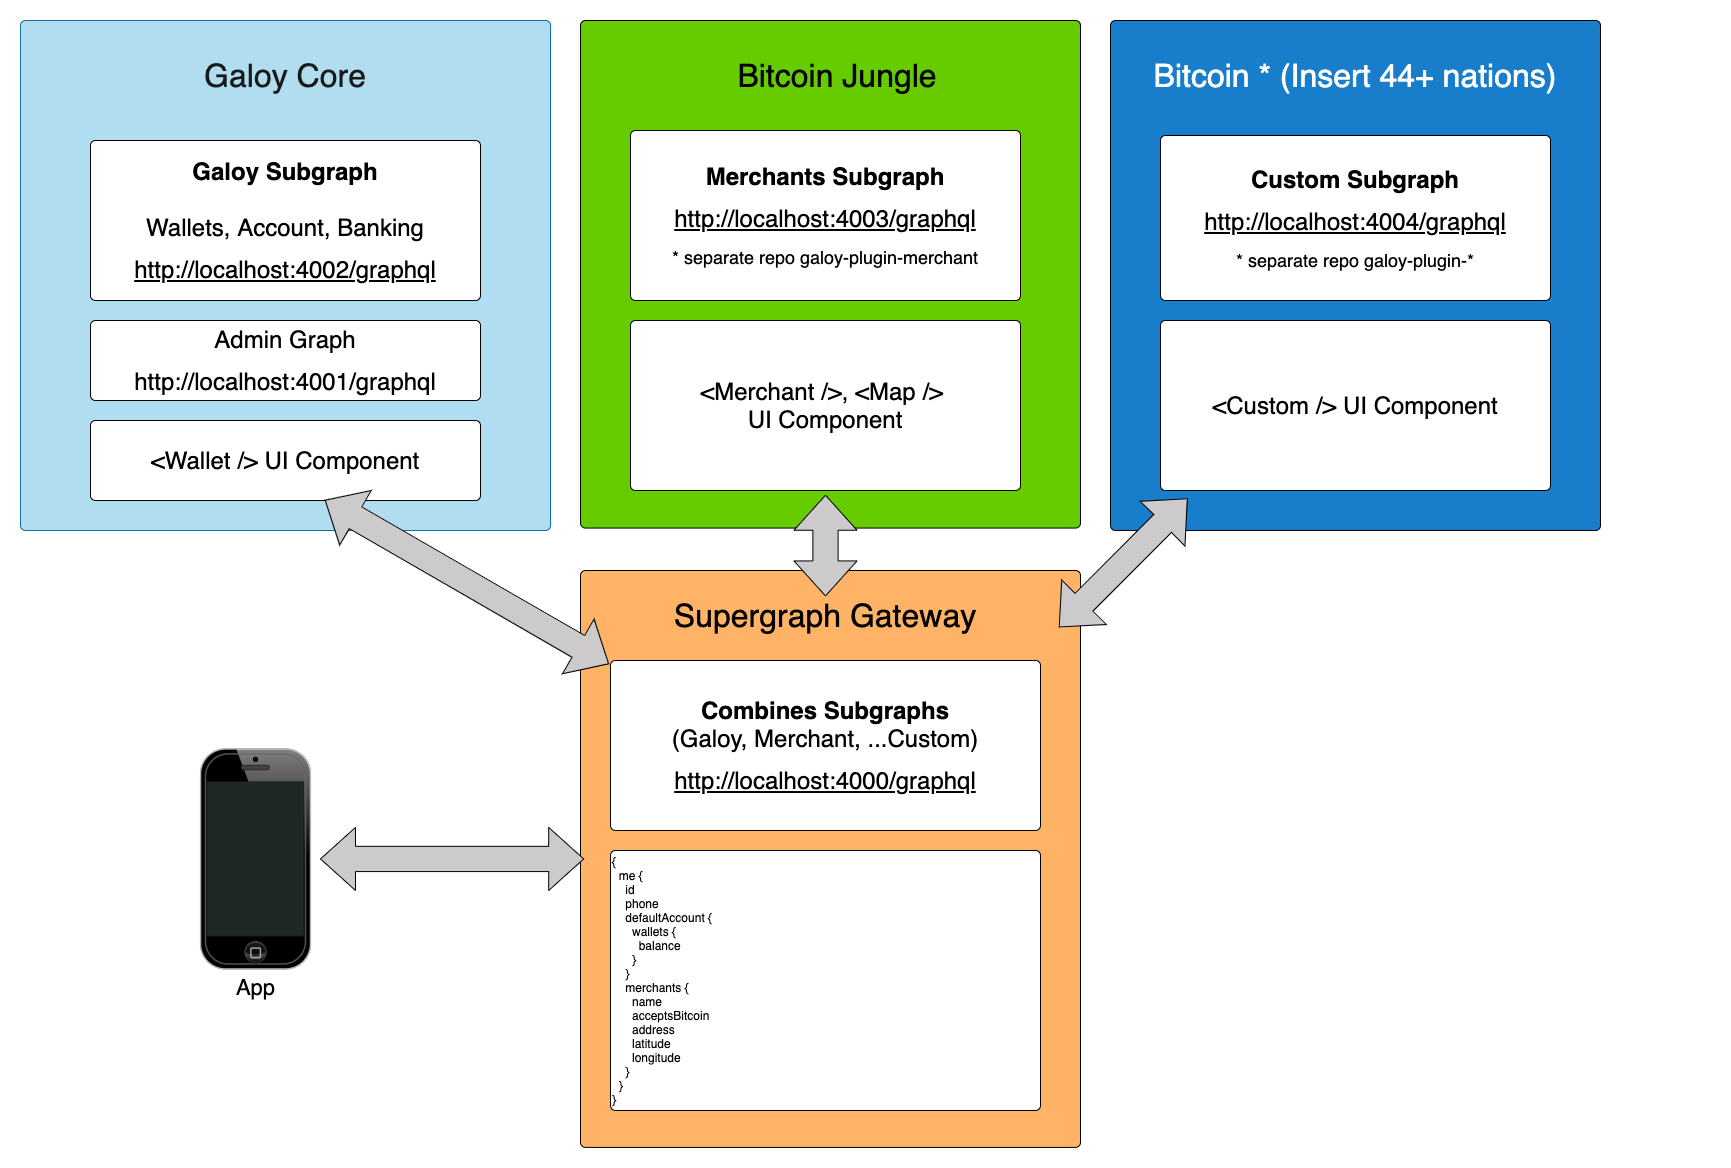 Galoy Core
Galoy Subgraph
Wallets, Account, Banking
http://localhost:4002/graphql
Admin Graph
http://localhost:4001/graphql
<Wallet /> UI Component
Bitcoin Jungle
Merchants Subgraph
http://localhost:4003/graphql
* separate repo galoy-plugin-merchant
<Merchant />, <Map />
UI Component
Bitcoin * (Insert 44+ nations)
Custom Subgraph
http://localhost:4004/graphql
* separate repo galoy-plugin-*
<Custom /> UI Component
Supergraph Gateway
Combines Subgraphs
(Galoy, Merchant, ...Custom)
http://localhost:4000/graphql
{
me {
id
phone
defaultAccount {
wallets {
balance
}
}
merchants {
name
acceptsBitcoin
address
latitude
longitude
}
}
}
App